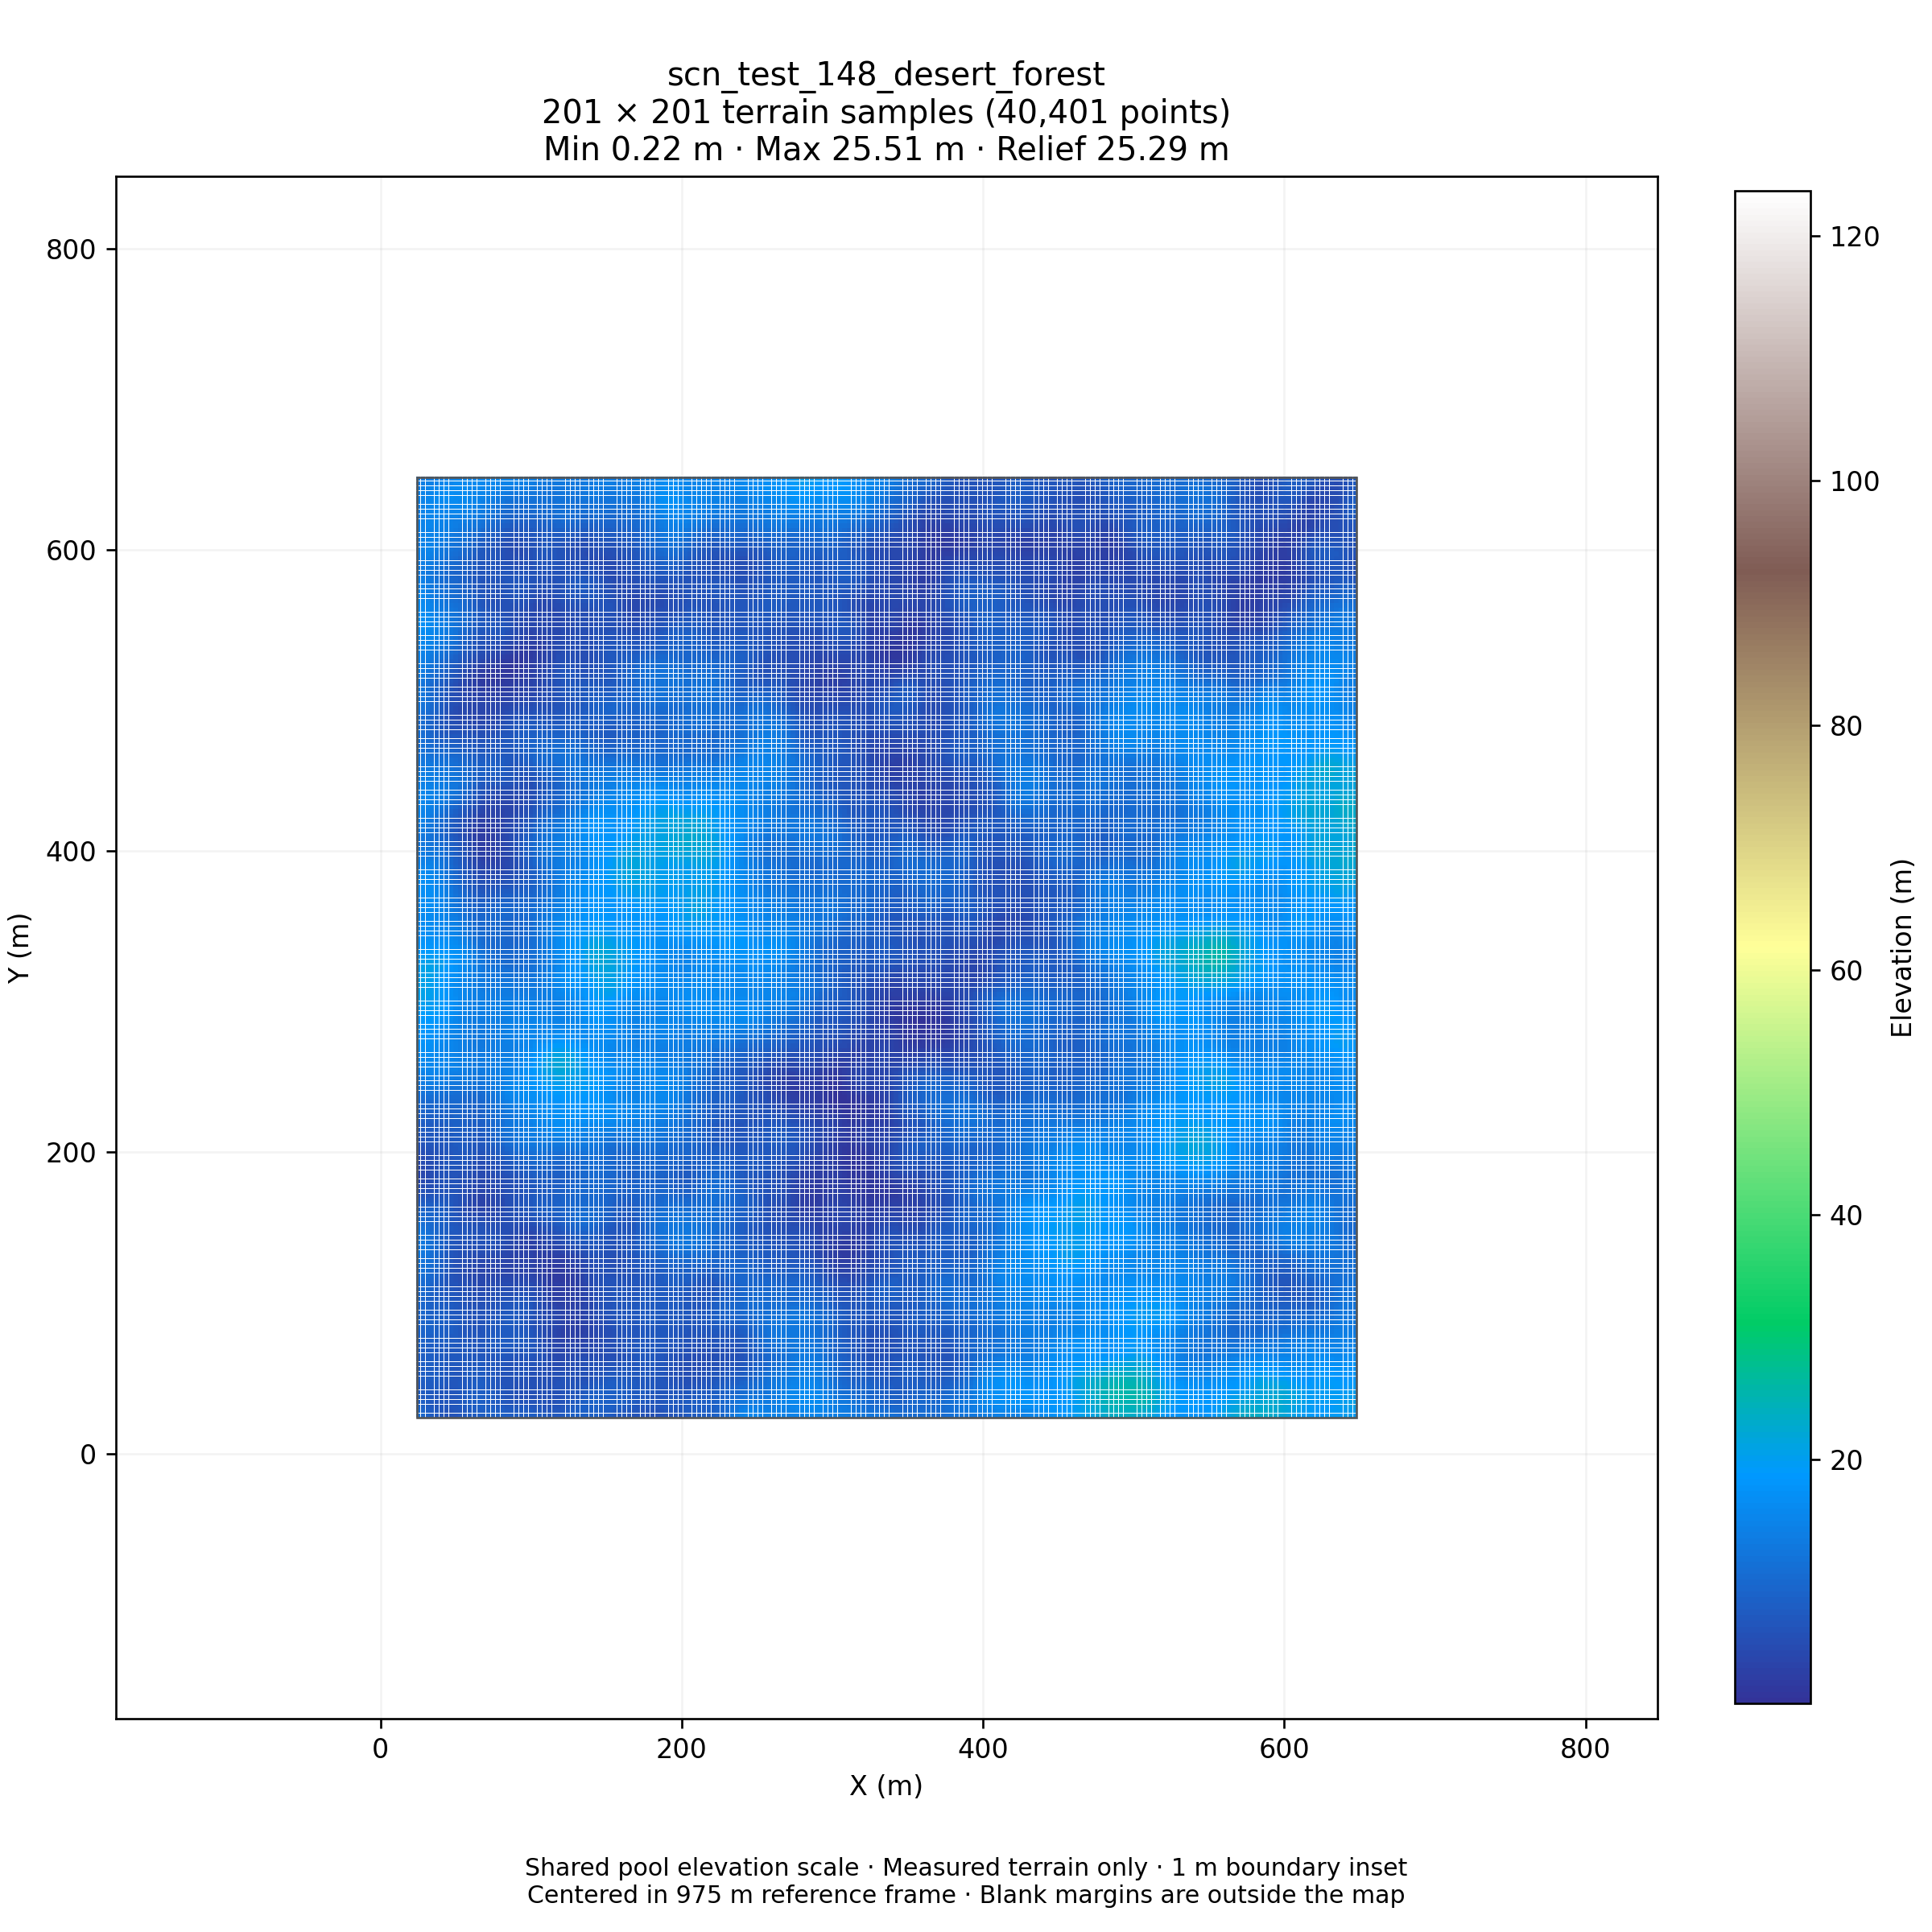 scn_test_148_desert_forest
201 × 201 terrain samples (40,401 points)
Min 0.22 m · Max 25.51 m · Relief 25.29 m
800
600
400
200
0
Y (m)
0 200 400 600 800
X (m)
120
100
80
60
40
20
Elevation (m)
Shared pool elevation scale · Measured terrain only · 1 m boundary inset
Centered in 975 m reference frame · Blank margins are outside the map